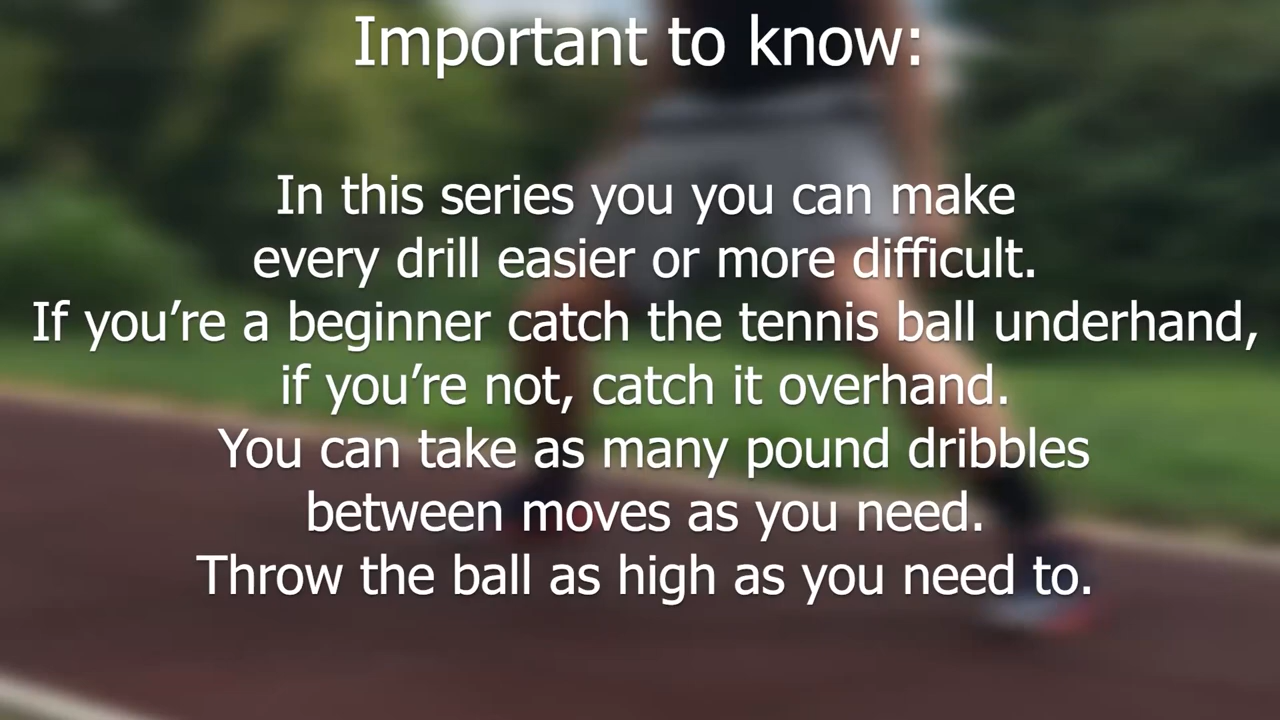 Important to know:
In this series you you can make
every drill easier or more difficult.
If you’re a beginner catch the tennis ball underhand,
if you’re not, catch it overhand.
You can take as many pound dribbles
between moves as you need.
Throw the ball as high as you need to.